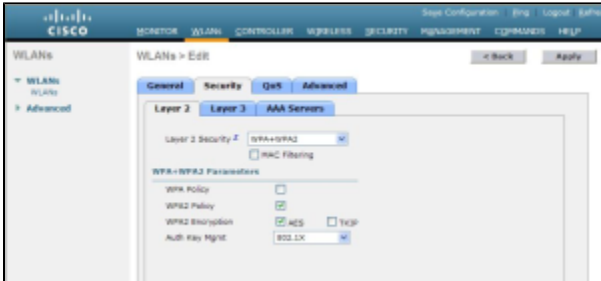 cisco
Save Configuration Ping Logout Refre
MONITOR WLANs CONTROLLER WIRELESS SECURITY MANAGEMENT COMMANDS HELP
WLANs
WLANs > Edit
< Back
Apply
WLANs
WLANs
Advanced
General Security QoS Advanced
Layer 2 Layer 3 AAA Servers
Layer 2 Security WPA+WPA2
MAC Filtering
WPA+WPA2 Parameters
WPA Policy
WPA2 Policy
WPA2 Encryption AES TKIP
Auth Key Mgmt 802.1X